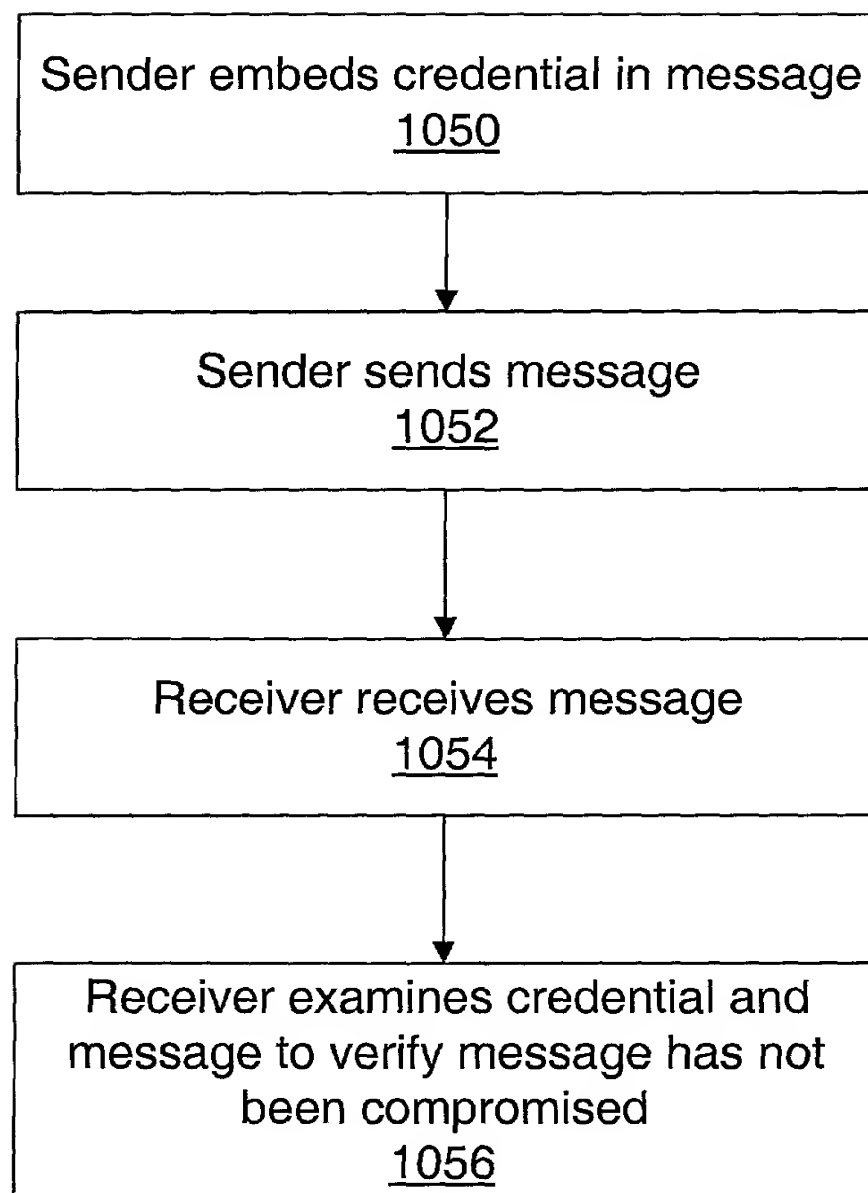 Sender embeds credential in message
1050
Sender sends message
1052
Receiver receives message
1054
Receiver examines credential and
message to verify message has not
been compromised
1056